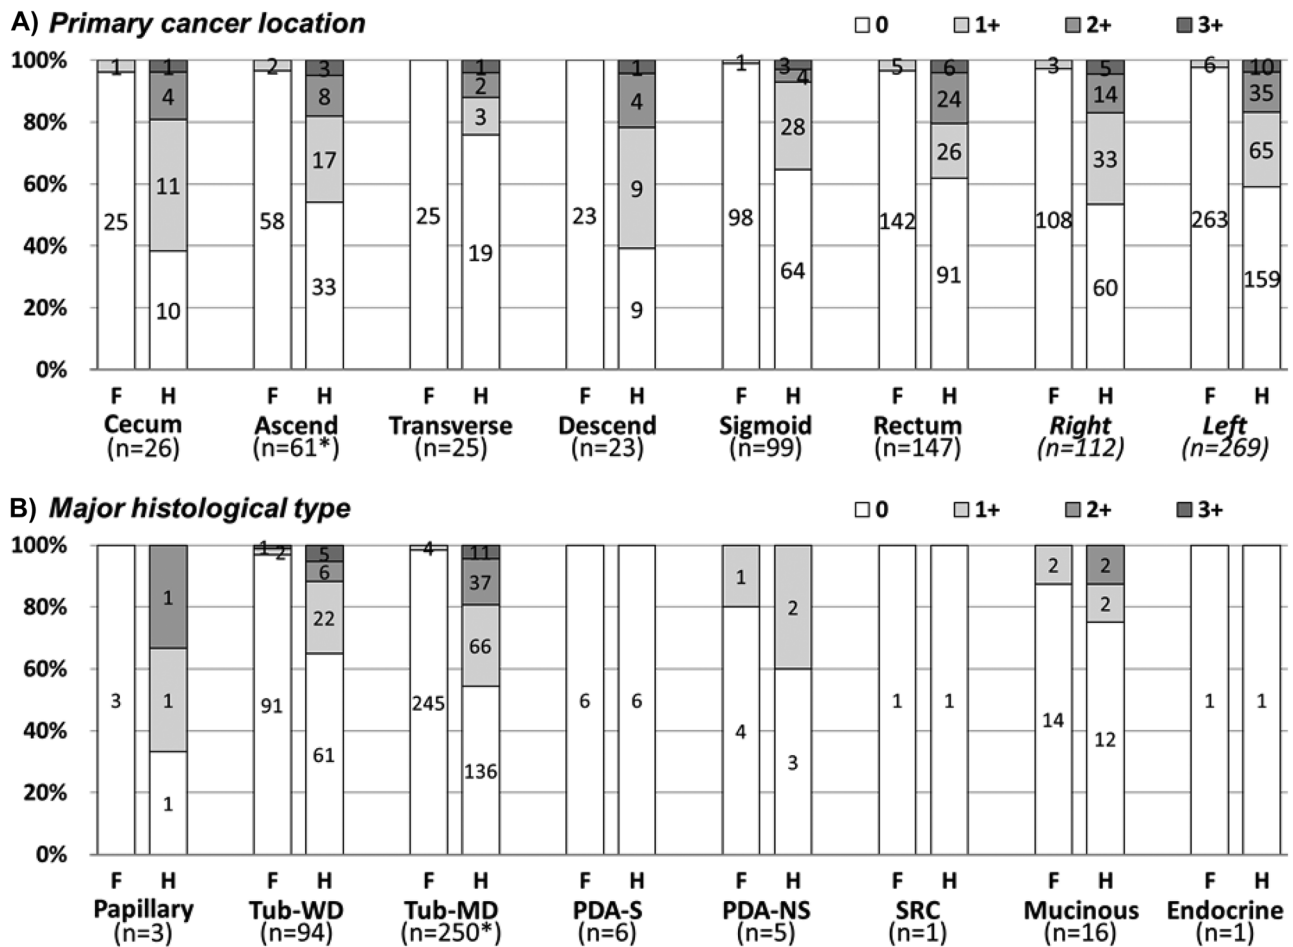 A) Primary cancer location 0 1+ 2+ 3+
100% 1 1 2 3 1 1 1 3 5 6 3 5 6 10
4 8 2 4 4 24 14 35
80% 3 28
11 17 9 26 33 65
60%
25 58 25 23 98 142 108 263
40%
19 64 91 159
33 60
20% 10 9
0%
F H F H F H F H F H F H F H F H
Cecum Ascend Transverse Descend Sigmoid Rectum Right Left
(n=26) (n=61*) (n=25) (n=23) (n=99) (n=147) (n=112) (n=269)
B) Major histological type 0 1+ 2+ 3+
100% 1 2 5 4 11
1 6 37 1 2 2
80% 22 2 2
66
60%
3 1 91 245 6 6 1 1 14 1 1
40% 4 12
61 136 3
20% 1
0%
F H F H F H F H F H F H F H F H
Papillary Tub-WD Tub-MD PDA-S PDA-NS SRC Mucinous Endocrine
(n=3) (n=94) (n=250*) (n=6) (n=5) (n=1) (n=16) (n=1)